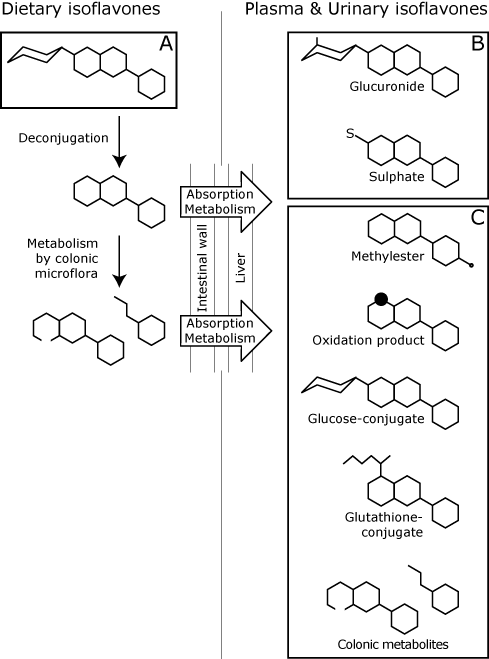 Dietary isoflavones
Plasma & Urinary isoflavones
A
Deconjugation
Metabolism
by colonic
microflora
Absorption
Metabolism
Intestinal wall
Liver
Absorption
Metabolism
B
Glucuronide
S
Sulphate
C
Methylester
Oxidation product
Glucose-conjugate
Glutathione-
conjugate
Colonic metabolites